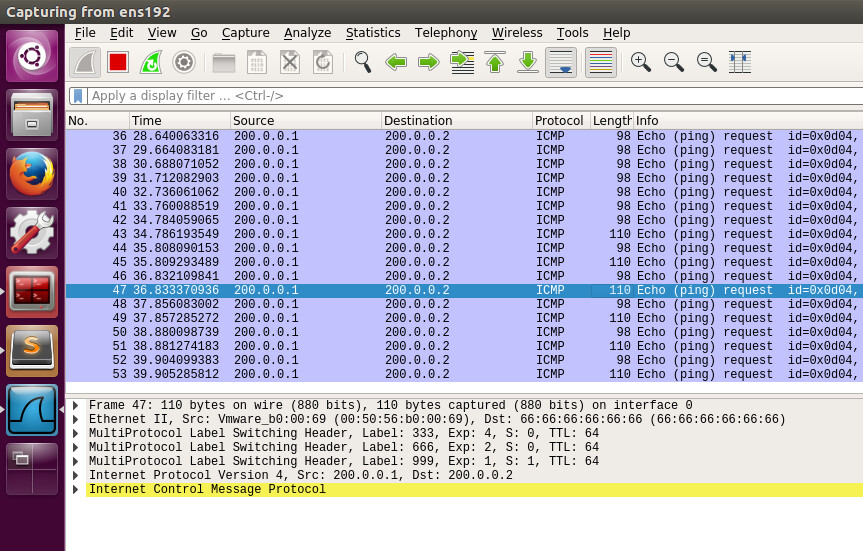 Capturing from ens192
File Edit View Go Capture Analyze Statistics Telephony Wireless Tools Help
Apply a display filter ... <Ctrl-/>
No. Time Source Destination Protocol Length Info
36 28.640063316 200.0.0.1 200.0.0.2 ICMP 98 Echo (ping) request id=0x0d04,
37 29.664083181 200.0.0.1 200.0.0.2 ICMP 98 Echo (ping) request id=0x0d04,
38 30.688071052 200.0.0.1 200.0.0.2 ICMP 98 Echo (ping) request id=0x0d04,
39 31.712082903 200.0.0.1 200.0.0.2 ICMP 98 Echo (ping) request id=0x0d04,
40 32.736061062 200.0.0.1 200.0.0.2 ICMP 98 Echo (ping) request id=0x0d04,
41 33.760088519 200.0.0.1 200.0.0.2 ICMP 98 Echo (ping) request id=0x0d04,
42 34.784059065 200.0.0.1 200.0.0.2 ICMP 98 Echo (ping) request id=0x0d04,
43 34.786193549 200.0.0.1 200.0.0.2 ICMP 110 Echo (ping) request id=0x0d04,
44 35.808090153 200.0.0.1 200.0.0.2 ICMP 98 Echo (ping) request id=0x0d04,
45 35.809293489 200.0.0.1 200.0.0.2 ICMP 110 Echo (ping) request id=0x0d04,
46 36.832109841 200.0.0.1 200.0.0.2 ICMP 98 Echo (ping) request id=0x0d04,
47 36.833370936 200.0.0.1 200.0.0.2 ICMP 110 Echo (ping) request id=0x0d04,
48 37.856083002 200.0.0.1 200.0.0.2 ICMP 98 Echo (ping) request id=0x0d04,
49 37.857285272 200.0.0.1 200.0.0.2 ICMP 110 Echo (ping) request id=0x0d04,
50 38.880098739 200.0.0.1 200.0.0.2 ICMP 98 Echo (ping) request id=0x0d04,
51 38.881274183 200.0.0.1 200.0.0.2 ICMP 110 Echo (ping) request id=0x0d04,
52 39.904099383 200.0.0.1 200.0.0.2 ICMP 98 Echo (ping) request id=0x0d04,
53 39.905285812 200.0.0.1 200.0.0.2 ICMP 110 Echo (ping) request id=0x0d04,
Frame 47: 110 bytes on wire (880 bits), 110 bytes captured (880 bits) on interface 0
Ethernet II, Src: Vmware_b0:00:69 (00:50:56:b0:00:69), Dst: 66:66:66:66:66:66 (66:66:66:66:66:66)
MultiProtocol Label Switching Header, Label: 333, Exp: 4, S: 0, TTL: 64
MultiProtocol Label Switching Header, Label: 666, Exp: 2, S: 0, TTL: 64
MultiProtocol Label Switching Header, Label: 999, Exp: 1, S: 1, TTL: 64
Internet Protocol Version 4, Src: 200.0.0.1, Dst: 200.0.0.2
Internet Control Message Protocol